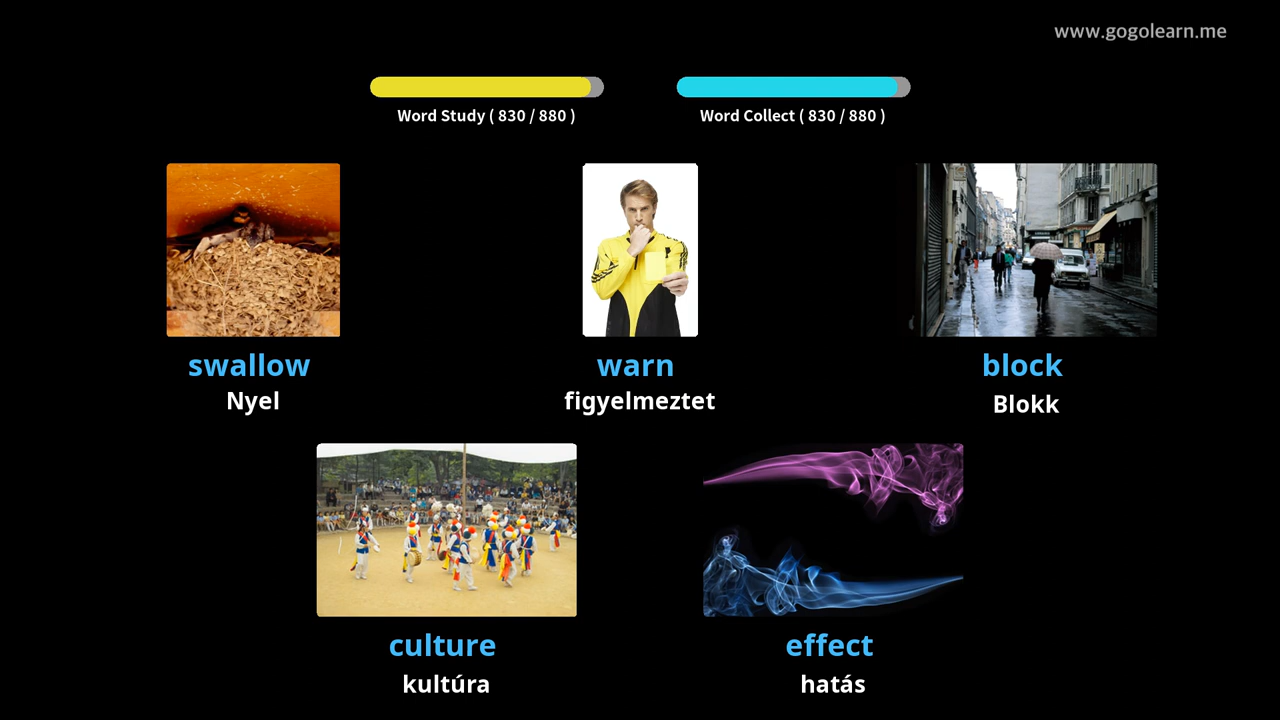 www.gogolearn.me
Word Study ( 830 / 880 )
Word Collect ( 830 / 880 )
swallow
Nyel
warn
figyelmeztet
block
Blokk
culture
kultúra
effect
hatás